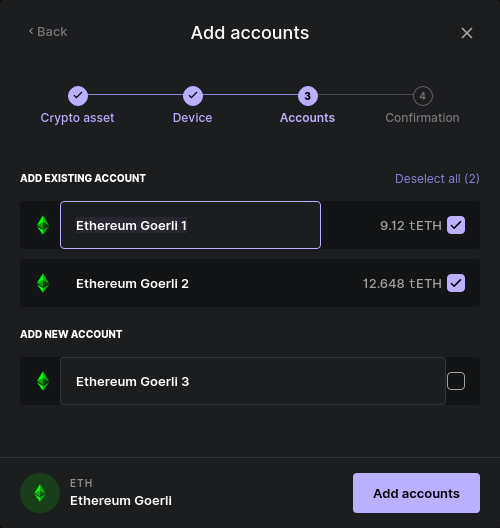 Back
Add accounts
3
4
Crypto asset
Device
Accounts
Confirmation
ADD EXISTING ACCOUNT
Deselect all (2)
Ethereum Goerli 1
9.12 tETH
Ethereum Goerli 2
12.648 tETH
ADD NEW ACCOUNT
Ethereum Goerli 3
ETH
Ethereum Goerli
Add accounts